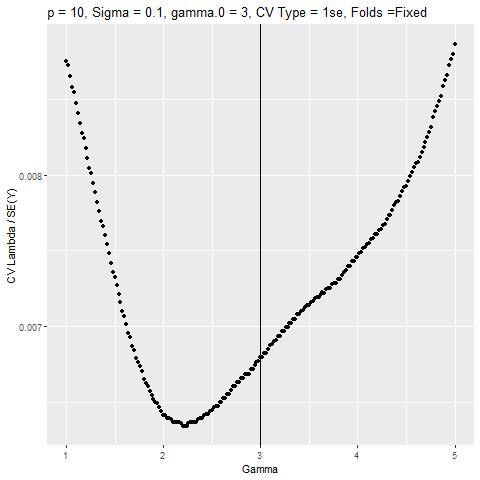 p = 10, Sigma = 0.1, gamma.0 = 3, CV Type = 1se, Folds =Fixed
CV Lambda / SE(Y)
0.008
0.007
1 2 3 4 5
Gamma